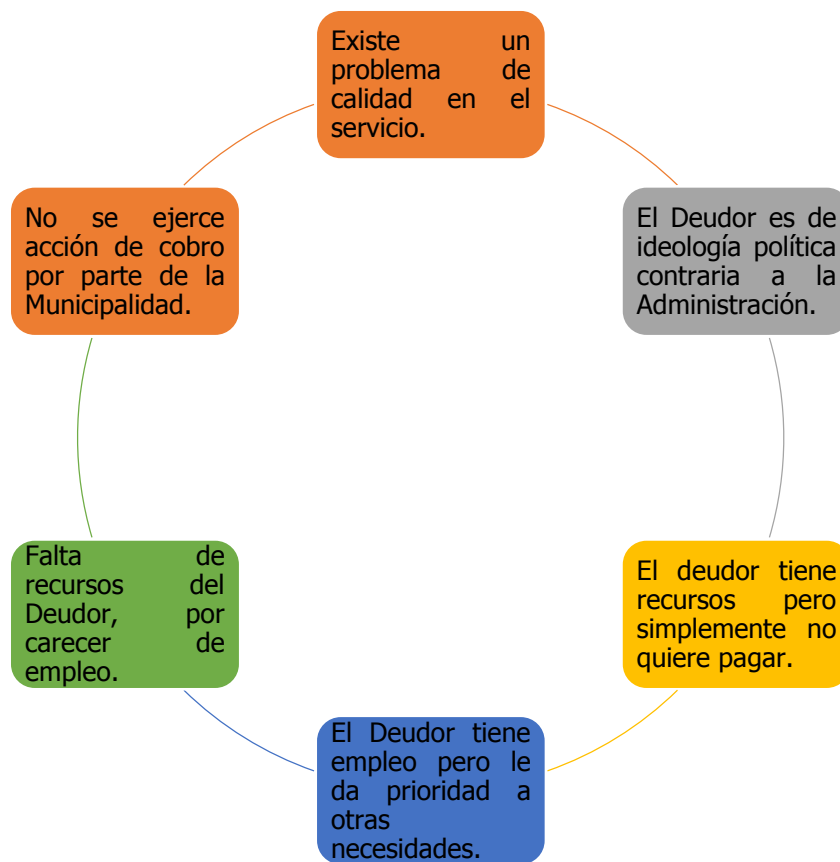 Existe un
problema de
calidad en el
servicio.
El Deudor es de
ideología política
contraria a la
Administración.
El deudor tiene
recursos pero
simplemente no
quiere pagar.
El Deudor tiene
empleo pero le
da prioridad a
otras
necesidades.
Falta de
recursos del
Deudor, por
carecer de
empleo.
No se ejerce
acción de cobro
por parte de la
Municipalidad.